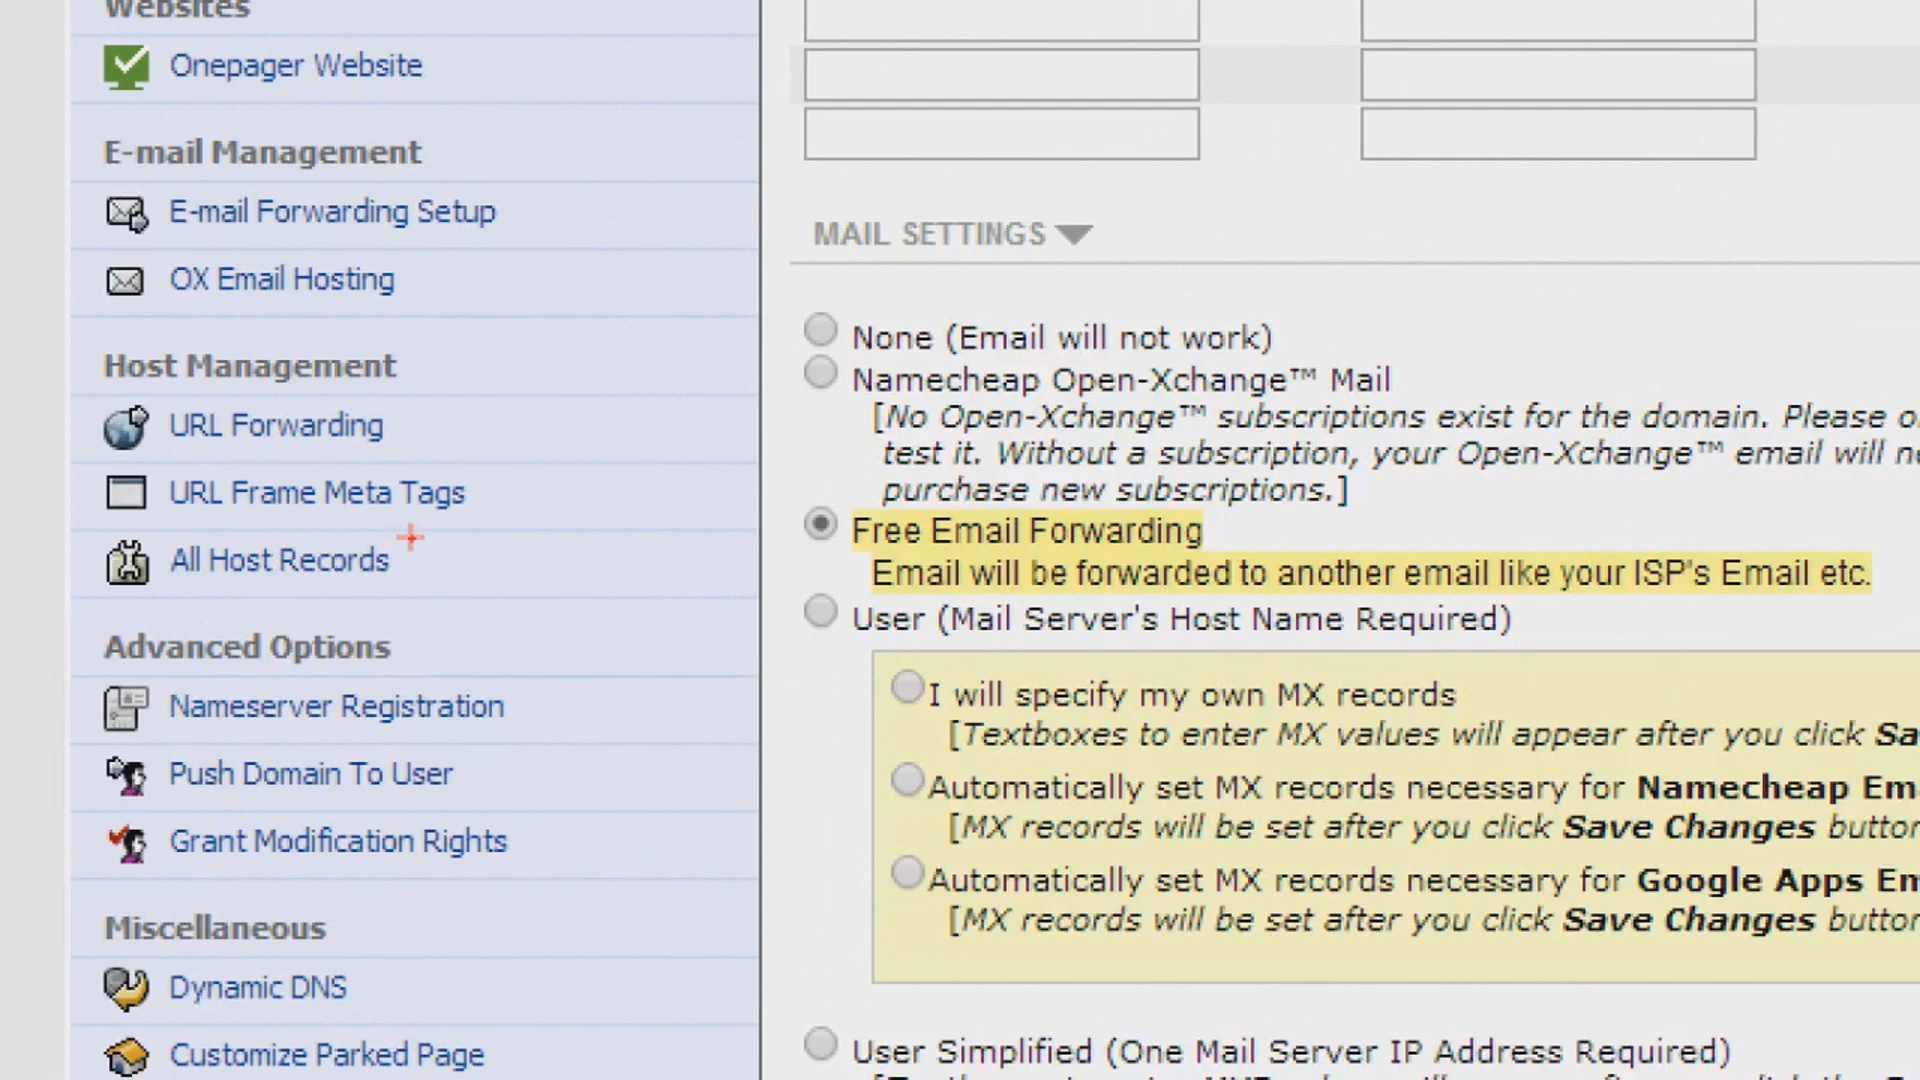 Websites
Onepager Website
E-mail Management
E-mail Forwarding Setup
OX Email Hosting
Host Management
URL Forwarding
URL Frame Meta Tags
All Host Records
Advanced Options
Nameserver Registration
Push Domain To User
Grant Modification Rights
Miscellaneous
Dynamic DNS
Customize Parked Page
MAIL SETTINGS
None (Email will not work)
Namecheap Open-Xchange™ Mail
[No Open-Xchange™ subscriptions exist for the domain. Please
test it. Without a subscription, your Open-Xchange™ email will
purchase new subscriptions.]
Free Email Forwarding
Email will be forwarded to another email like your ISP's Email etc.
User (Mail Server's Host Name Required)
I will specify my own MX records
[Textboxes to enter MX values will appear after you click
Automatically set MX records necessary for Namecheap
[MX records will be set after you click Save Changes button
Automatically set MX records necessary for Google Apps
[MX records will be set after you click Save Changes button
User Simplified (One Mail Server IP Address Required)